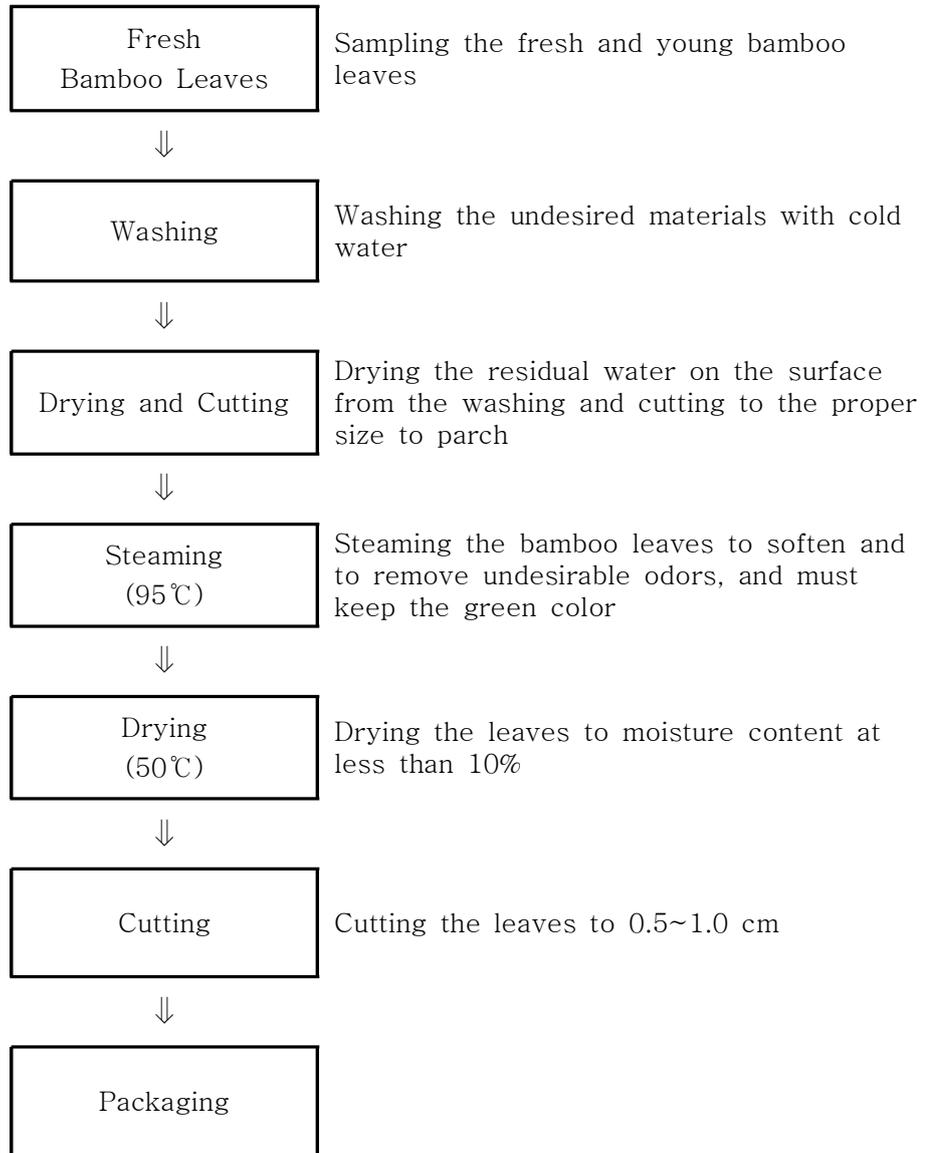 Fresh
Bamboo Leaves
Sampling the fresh and young bamboo
leaves
⇓
Washing
Washing the undesired materials with cold
water
⇓
Drying and Cutting
Drying the residual water on the surface
from the washing and cutting to the proper
size to parch
⇓
Steaming
(95℃)
Steaming the bamboo leaves to soften and
to remove undesirable odors, and must
keep the green color
⇓
Drying
(50℃)
Drying the leaves to moisture content at
less than 10%
⇓
Cutting
Cutting the leaves to 0.5~1.0 cm
⇓
Packaging